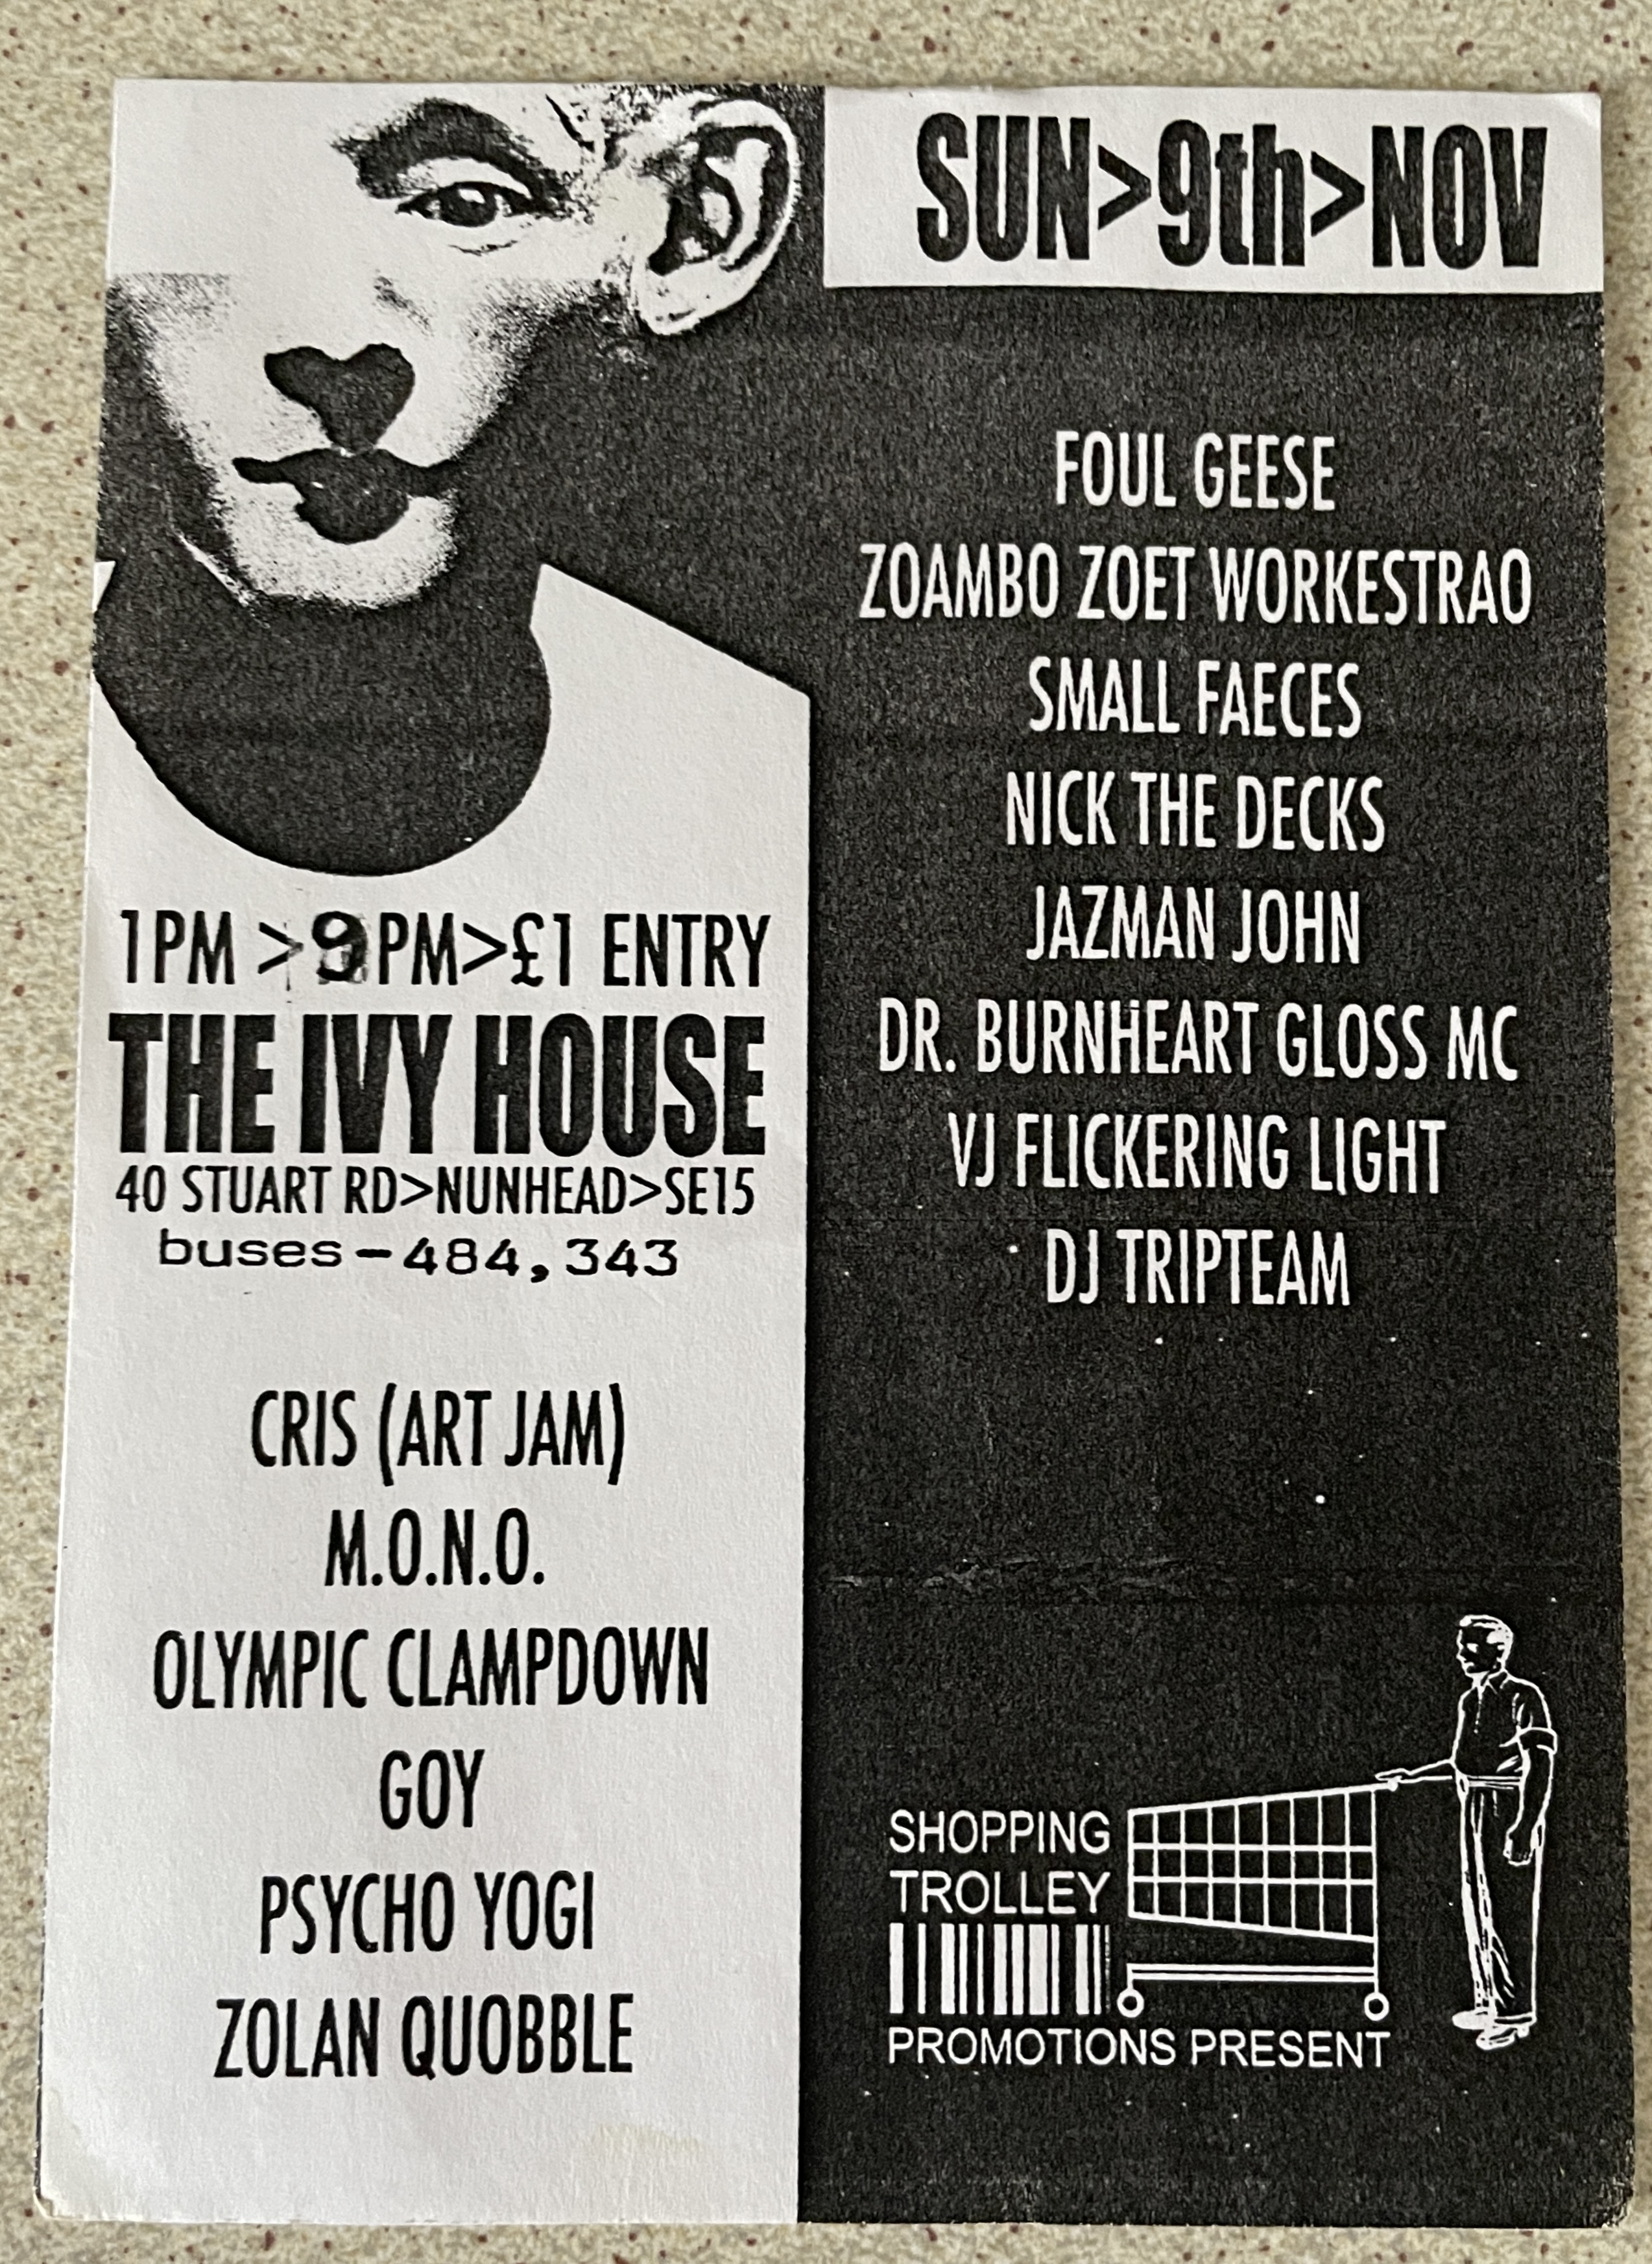 SUN>9th>NOV
FOUL GEESE
ZOAMBO ZOET WORKESTRAO
SMALL FAECES
NICK THE DECKS
JAZMAN JOHN
DR. BURNHEART GLOSS MC
VJ FLICKERING LIGHT
DJ TRIPTEAM
1PM >9PM>£1 ENTRY
THE IVY HOUSE
40 STUART RD>NUNHEAD>SE15
buses-484,343
CRIS (ART JAM)
M.O.N.O.
OLYMPIC CLAMPDOWN
GOY
PSYCHO YOGI
ZOLAN QUOBBLE
SHOPPING
TROLLEY
PROMOTIONS PRESENT